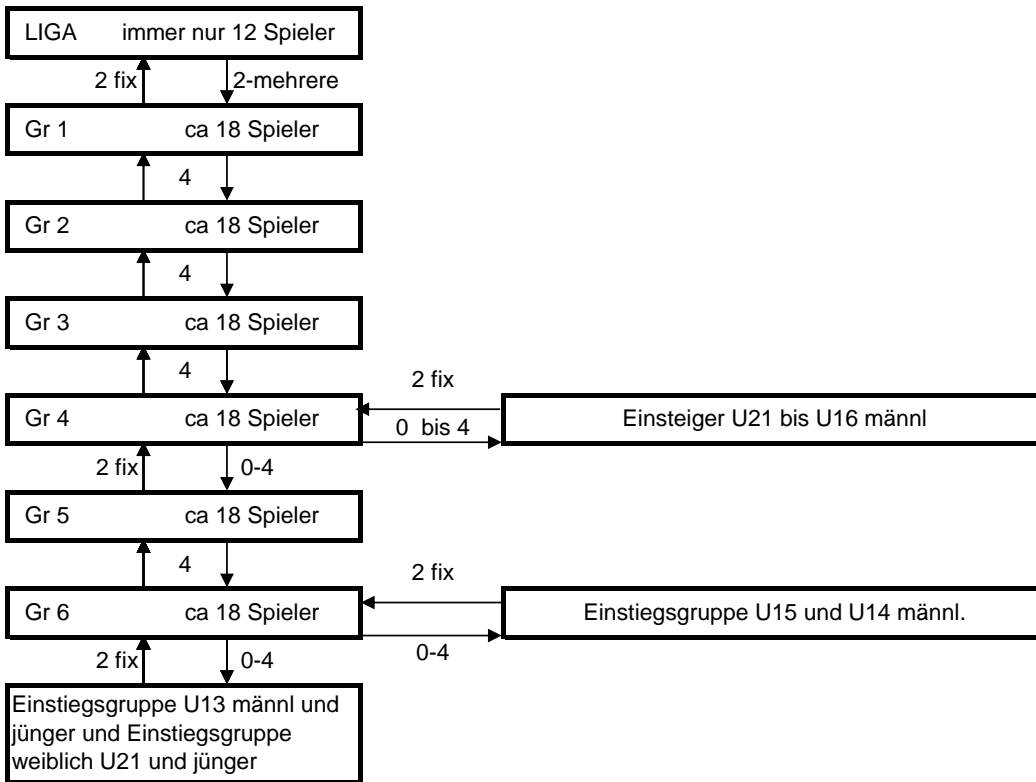 LIGA immer nur 12 Spieler
2 fix 2-mehrere
Gr 1 ca 18 Spieler
4
Gr 2 ca 18 Spieler
4
Gr 3 ca 18 Spieler
4
2 fix
Gr 4 ca 18 Spieler
Einsteiger U21 bis U16 männl
0 bis 4
2 fix 0-4
Gr 5 ca 18 Spieler
4
2 fix
Gr 6 ca 18 Spieler
Einstiegsgruppe U15 und U14 männl.
0-4
2 fix 0-4
Einstiegsgruppe U13 männl und
jünger und Einstiegsgruppe
weiblich U21 und jünger